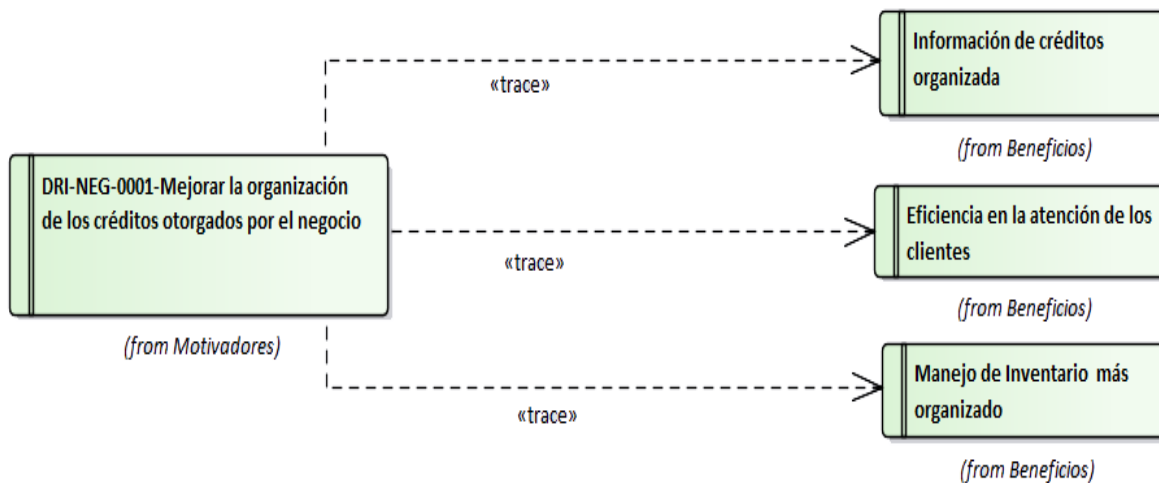 Información de créditos
organizada
«trace»
(from Beneficios)
DRI-NEG-0001-Mejorar la organización
de los créditos otorgados por el negocio
Eficiencia en la atención de los
clientes
«trace»
(from Beneficios)
(from Motivadores)
Manejo de Inventario más
organizado
«trace»
(from Beneficios)